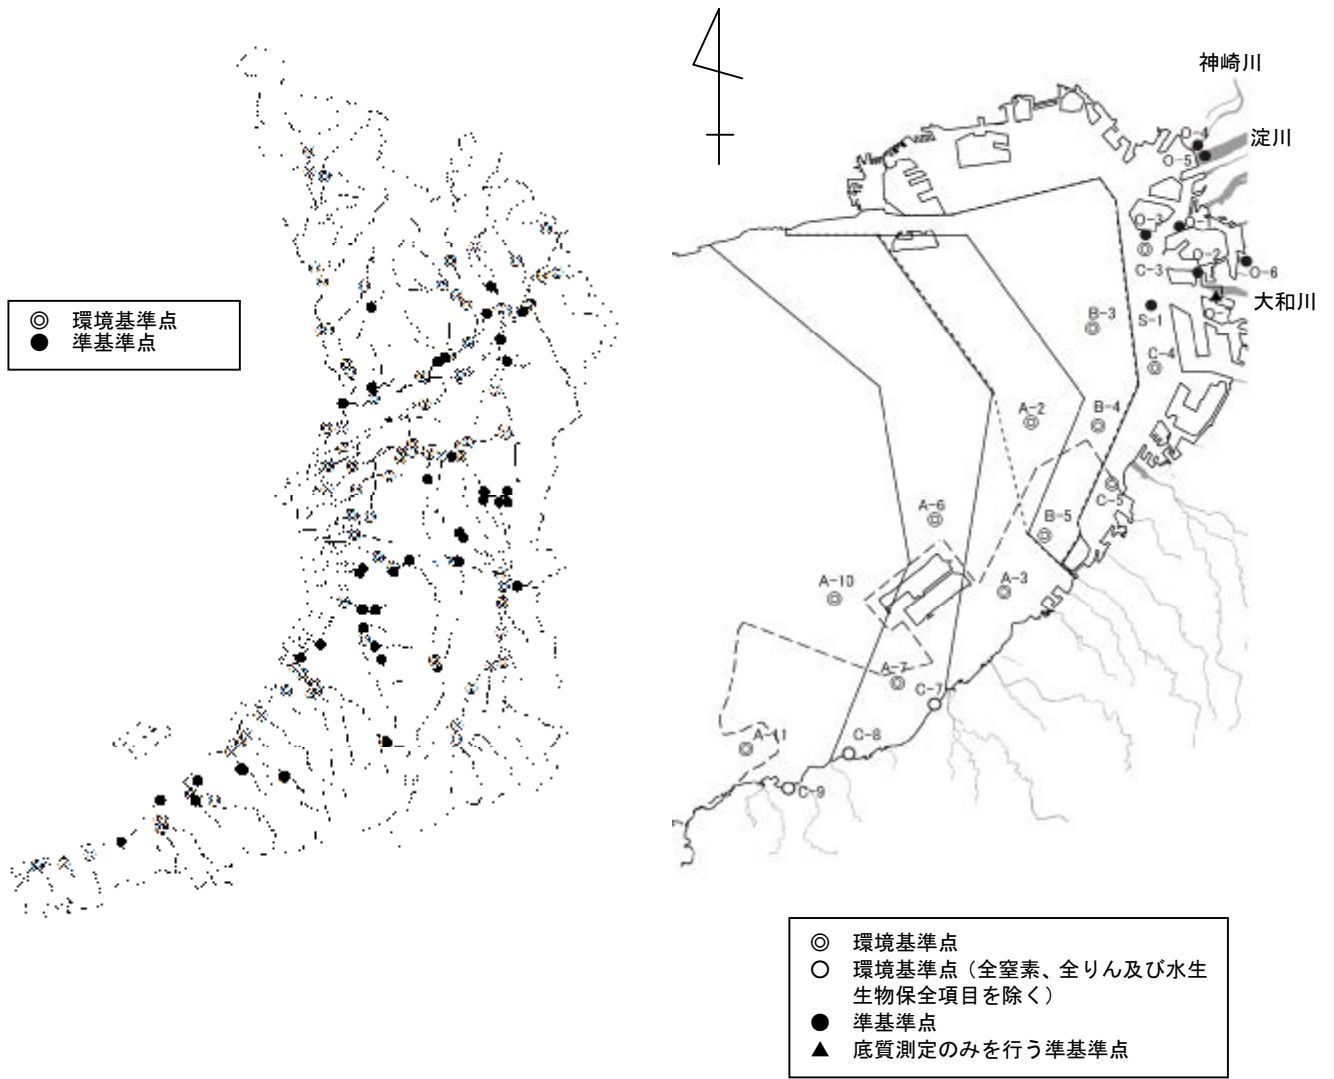 ◎ 環境基準点
● 準基準点
神崎川
淀川
大和川
O-4
O-5
O-3
O-1
O-2
O-6
C-3
S-1
B-3
C-4
A-2
B-4
C-5
A-6
B-5
A-10
A-3
A-7
C-7
A-11
C-8
C-9
◎ 環境基準点
○ 環境基準点（全窒素、全りん及び水生
生物保全項目を除く）
● 準基準点
▲ 底質測定のみを行う準基準点